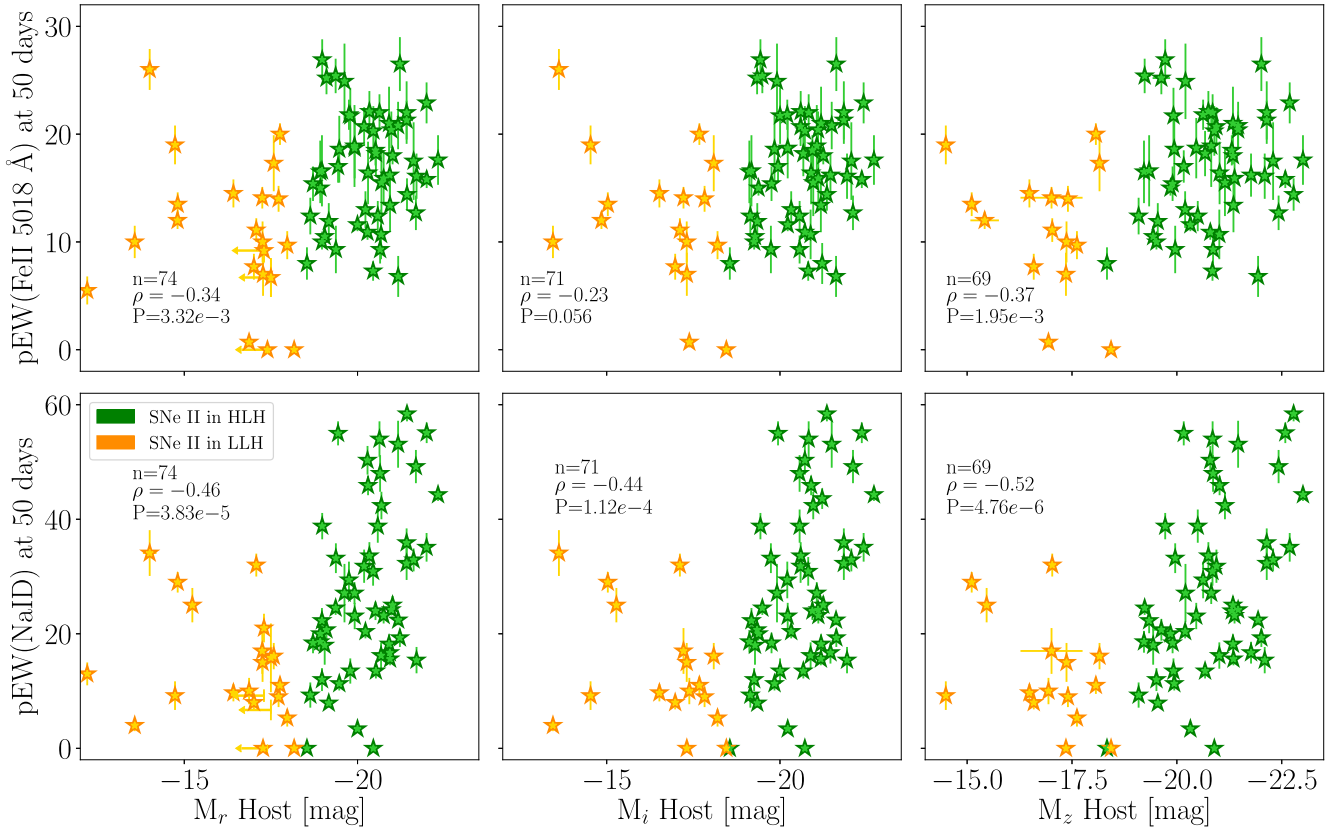 pEW(FeII 5018 Å) at 50 days
30
20
10
0
n=74
ρ = −0.34
P=3.32e−3
n=71
ρ = −0.23
P=0.056
n=69
ρ = −0.37
P=1.95e−3
pEW(NaID) at 50 days
60
40
20
0
SNe II in HLH
SNe II in LLH
n=74
ρ = −0.46
P=3.83e−5
n=71
ρ = −0.44
P=1.12e−4
n=69
ρ = −0.52
P=4.76e−6
−15 −20
−15 −20
−15.0 −17.5 −20.0 −22.5
M_r Host [mag]
M_i Host [mag]
M_z Host [mag]